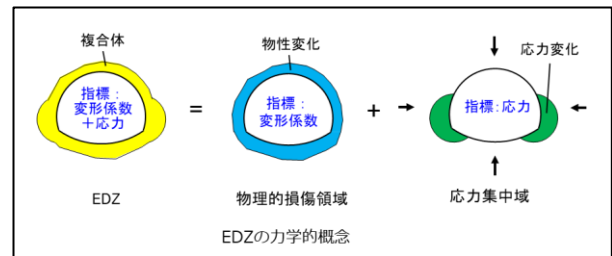 複合体
物性変化
応力変化
指標：
変形係数
＋応力
=
指標：
変形係数
+
指標：応力
EDZ
物理的損傷領域
応力集中域
EDZの力学的概念